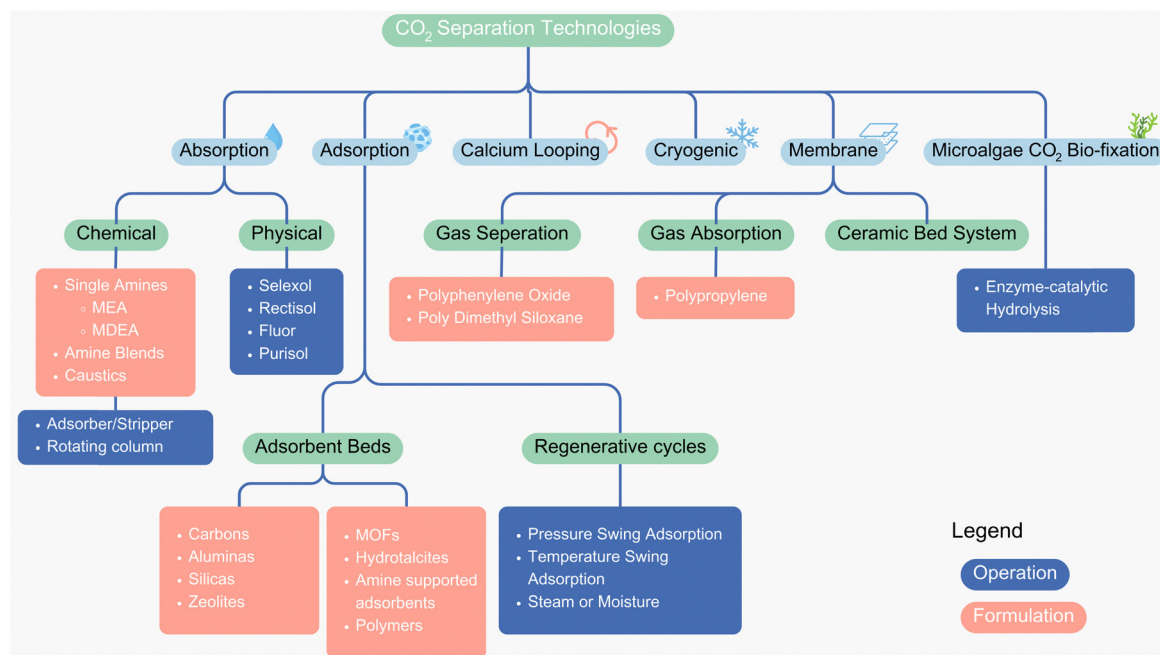 CO₂ Separation Technologies
Absorption
Adsorption
Calcium Looping
Cryogenic
Membrane
Microalgae CO₂ Bio-fixation
Chemical
Physical
Gas Seperation
Gas Absorption
Ceramic Bed System
• Single Amines
◦ MEA
◦ MDEA
• Amine Blends
• Caustics
• Selexol
• Rectisol
• Fluor
• Purisol
• Polyphenylene Oxide
• Poly Dimethyl Siloxane
• Polypropylene
• Enzyme-catalytic
Hydrolysis
• Adsorber/Stripper
• Rotating column
Adsorbent Beds
Regenerative cycles
• Carbons
• Aluminas
• Silicas
• Zeolites
• MOFs
• Hydrotalcites
• Amine supported
adsorbents
• Polymers
• Pressure Swing Adsorption
• Temperature Swing
Adsorption
• Steam or Moisture
Legend
Operation
Formulation